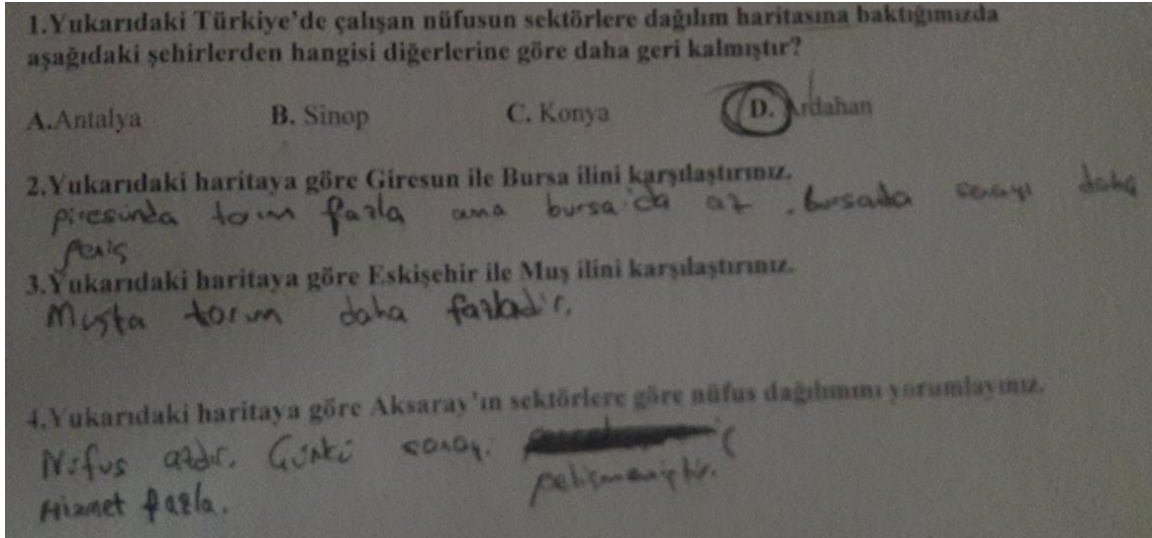 1.Yukarıdaki Türkiye'de çalışan nüfusun sektörlere dağılım haritasına baktığımızda
aşağıdaki şehirlerden hangisi diğerlerine göre daha geri kalmıştır?
A.Antalya B. Sinop C. Konya D. Ardahan
2.Yukarıdaki haritaya göre Giresun ile Bursa ilini karşılaştırınız.
giresunda tarım fazla ama bursa'da az . bursada sanayi daha
geniş
3.Yukarıdaki haritaya göre Eskişehir ile Muş ilini karşılaştırınız.
Muşta tarım daha fazladır.
4.Yukarıdaki haritaya göre Aksaray'ın sektörlere göre nüfus dağılımını yorumlayınız.
Nüfus azdır. Çünkü sanayi
gelişmemiştir.
Hizmet fazla.